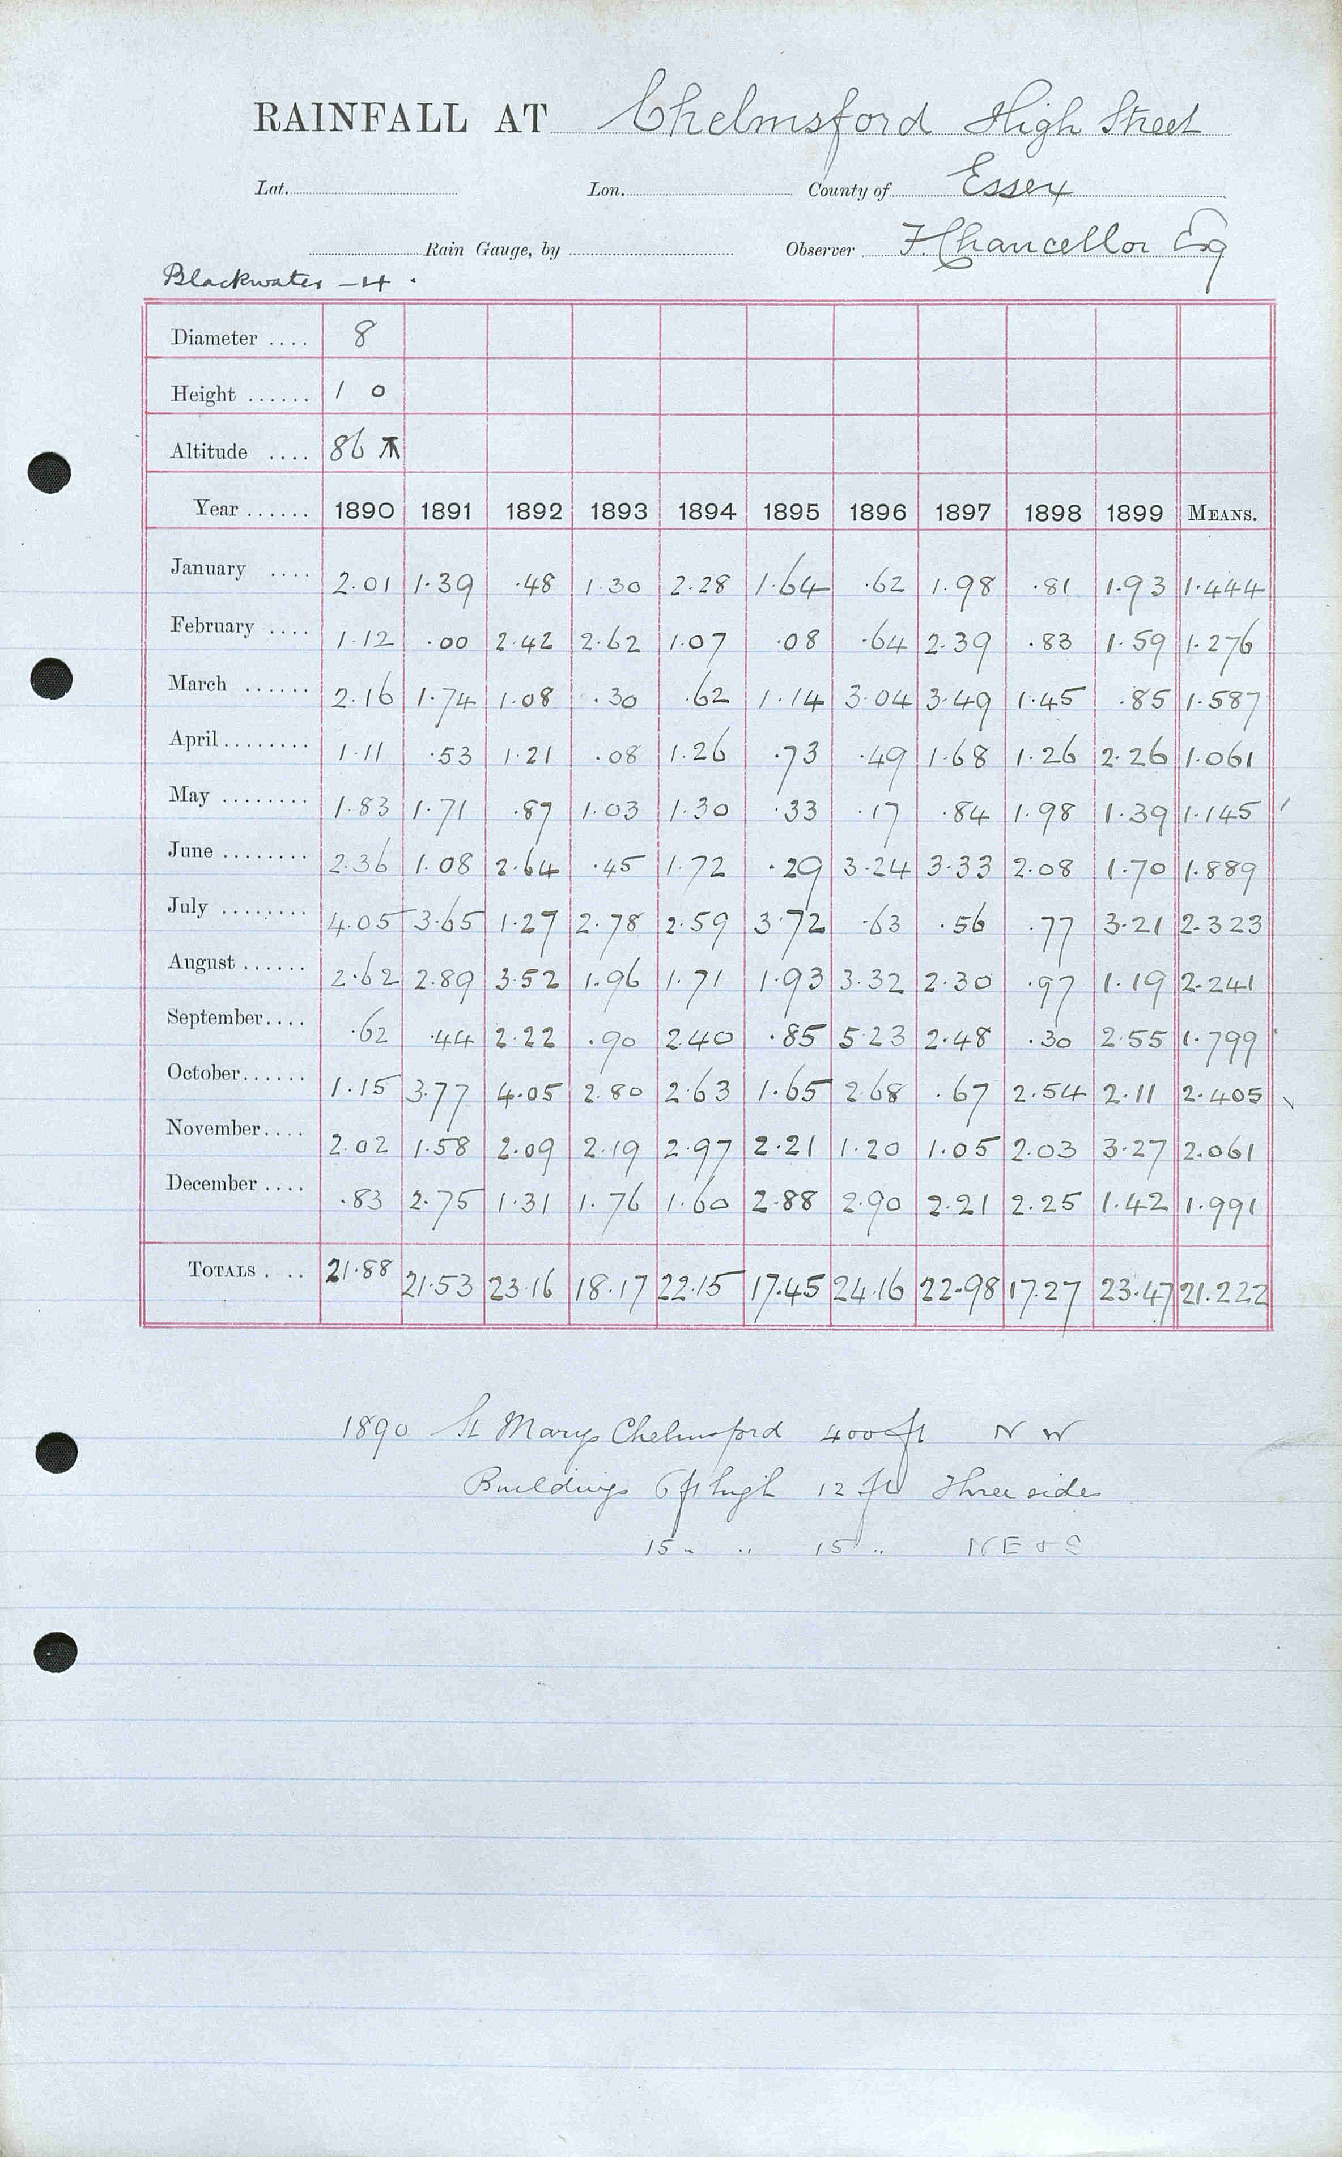 RAINFALL AT Chelmsford High Street
Lat. Lon. County of Essex
Rain Gauge, by Observer F. Chancellor Esq
Blackwater — 4 .
Diameter .... 8
Height ...... 1 0
Altitude .... 86
Year ...... 1890 1891 1892 1893 1894 1895 1896 1897 1898 1899 MEANS.
January .... 2.01 1.39 .48 1.30 2.28 1.64 .62 1.98 .81 1.93 1.444
February .... 1.12 .00 2.42 2.62 1.07 .08 .64 2.39 .83 1.59 1.276
March ...... 2.16 1.74 1.08 .30 .62 1.14 3.04 3.49 1.45 .85 1.587
April ........ 1.11 .53 1.21 .08 1.26 .73 .49 1.68 1.26 2.26 1.061
May ........ 1.83 1.71 .87 1.03 1.30 .33 .17 .84 1.98 1.39 1.145
June ........ 2.36 1.08 2.64 .45 1.72 .29 3.24 3.33 2.08 1.70 1.889
July ........ 4.05 3.65 1.27 2.78 2.59 3.72 .63 .56 .77 3.21 2.323
August ...... 2.62 2.89 3.52 1.96 1.71 1.93 3.32 2.30 .97 1.19 2.241
September.... .62 .44 2.22 .90 2.40 .85 5.23 2.48 .30 2.55 1.799
October...... 1.15 3.77 4.05 2.80 2.63 1.65 2.68 .67 2.54 2.11 2.405
November.... 2.02 1.58 2.09 2.19 2.97 2.21 1.20 1.05 2.03 3.27 2.061
December .... .83 2.75 1.31 1.76 1.60 2.88 2.90 2.21 2.25 1.42 1.991
TOTALS .... 21.88 21.53 23.16 18.17 22.15 17.45 24.16 22.98 17.27 23.47 21.222
1890 St Marys Chelmsford 400 ft N W
Buildings 6 ft high 12 ft Three sides
15 „ „ 15 „ N E & S